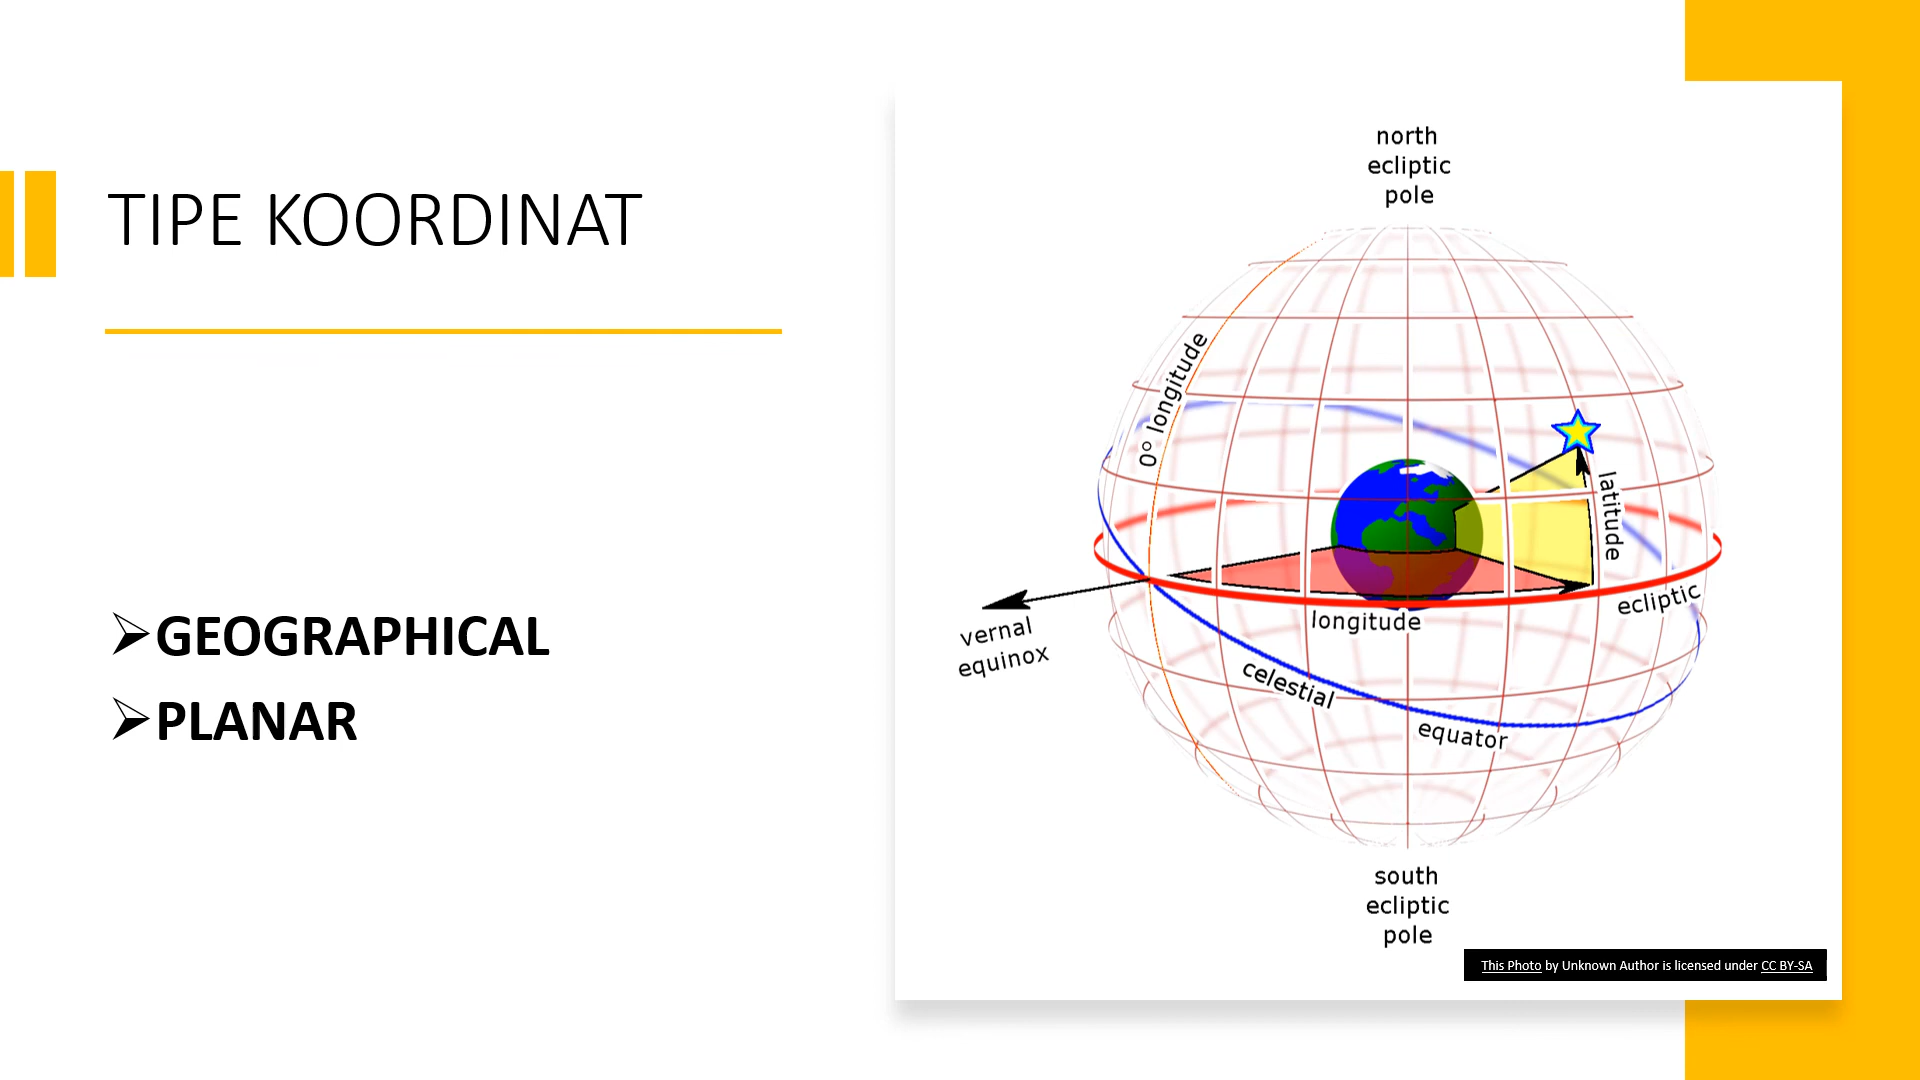 TIPE KOORDINAT
➢GEOGRAPHICAL
➢PLANAR
north
ecliptic
pole
0° longitude
latitude
ecliptic
longitude
vernal
equinox
celestial
equator
south
ecliptic
pole
This Photo by Unknown Author is licensed under CC BY-SA